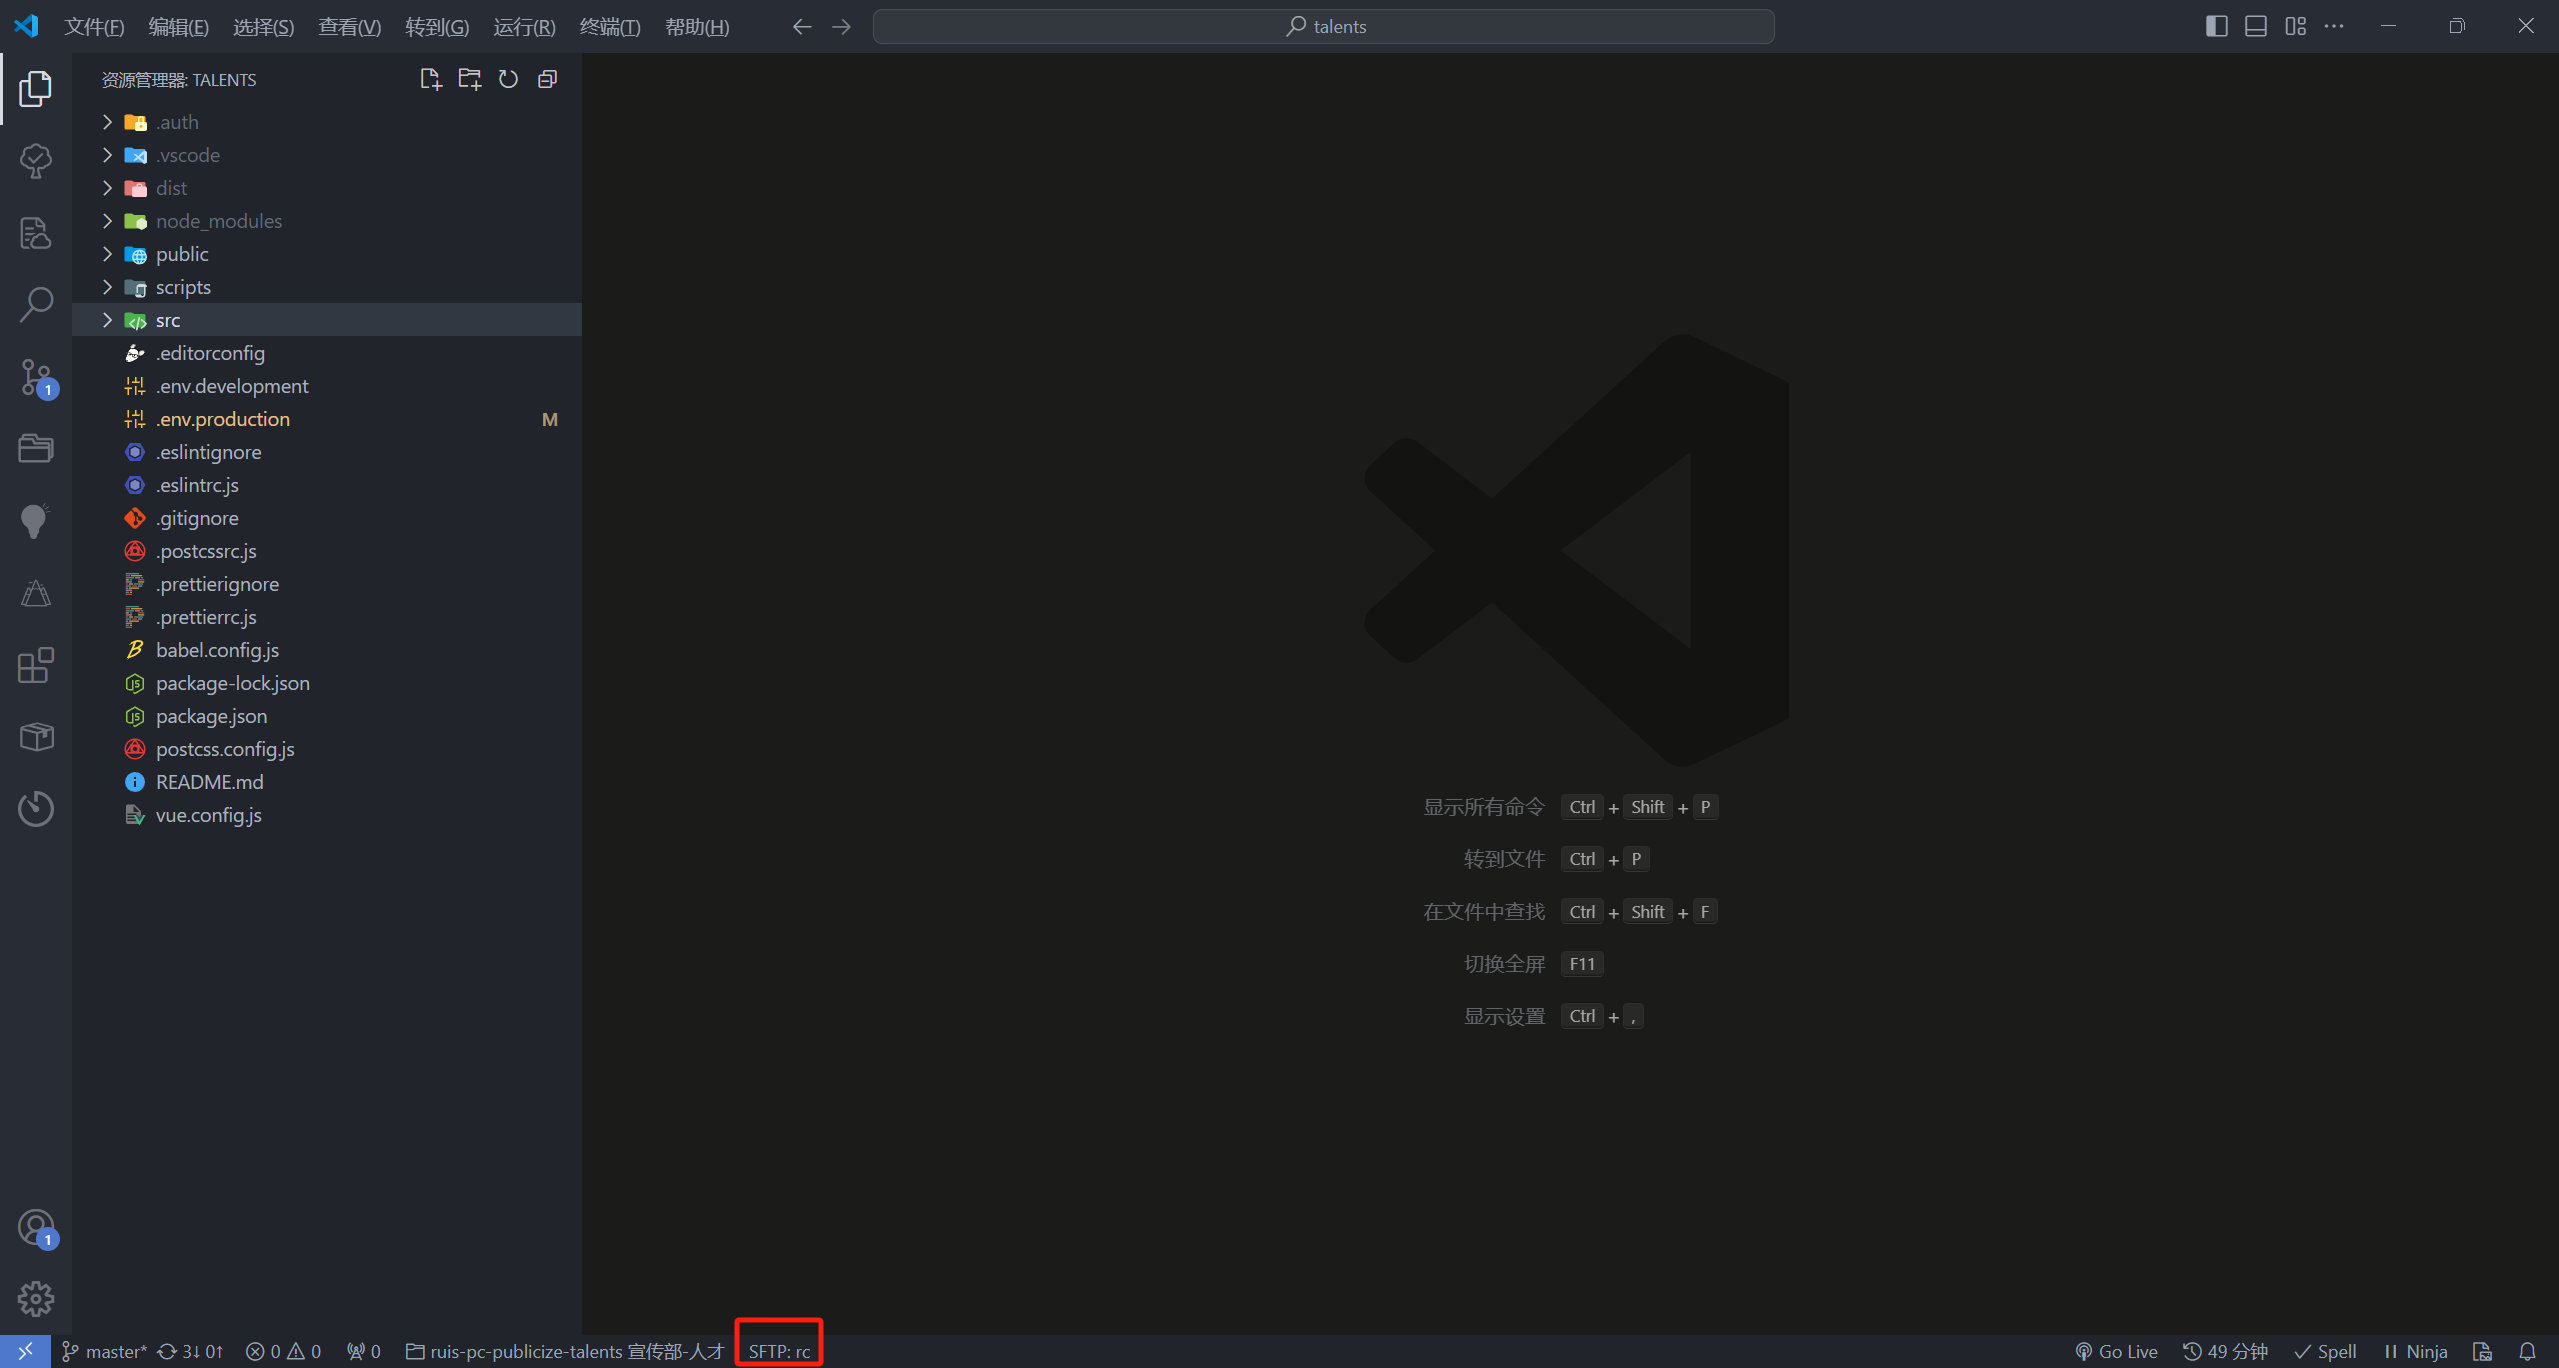 文件(F) 编辑(E) 选择(S) 查看(V) 转到(G) 运行(R) 终端(T) 帮助(H) talents
资源管理器: TALENTS
.auth
.vscode
dist
node_modules
public
scripts
src
.editorconfig
.env.development
.env.production M
.eslintignore
.eslintrc.js
.gitignore
.postcssrc.js
.prettierignore
.prettierrc.js
babel.config.js
package-lock.json
package.json
postcss.config.js
README.md
vue.config.js
1
1
显示所有命令 Ctrl + Shift + P
转到文件 Ctrl + P
在文件中查找 Ctrl + Shift + F
切换全屏 F11
显示设置 Ctrl + ,
master* 3↓ 0↑ 0 0 0 ruis-pc-publicize-talents 宣传部-人才 SFTP: rc Go Live 49 分钟 Spell Ninja